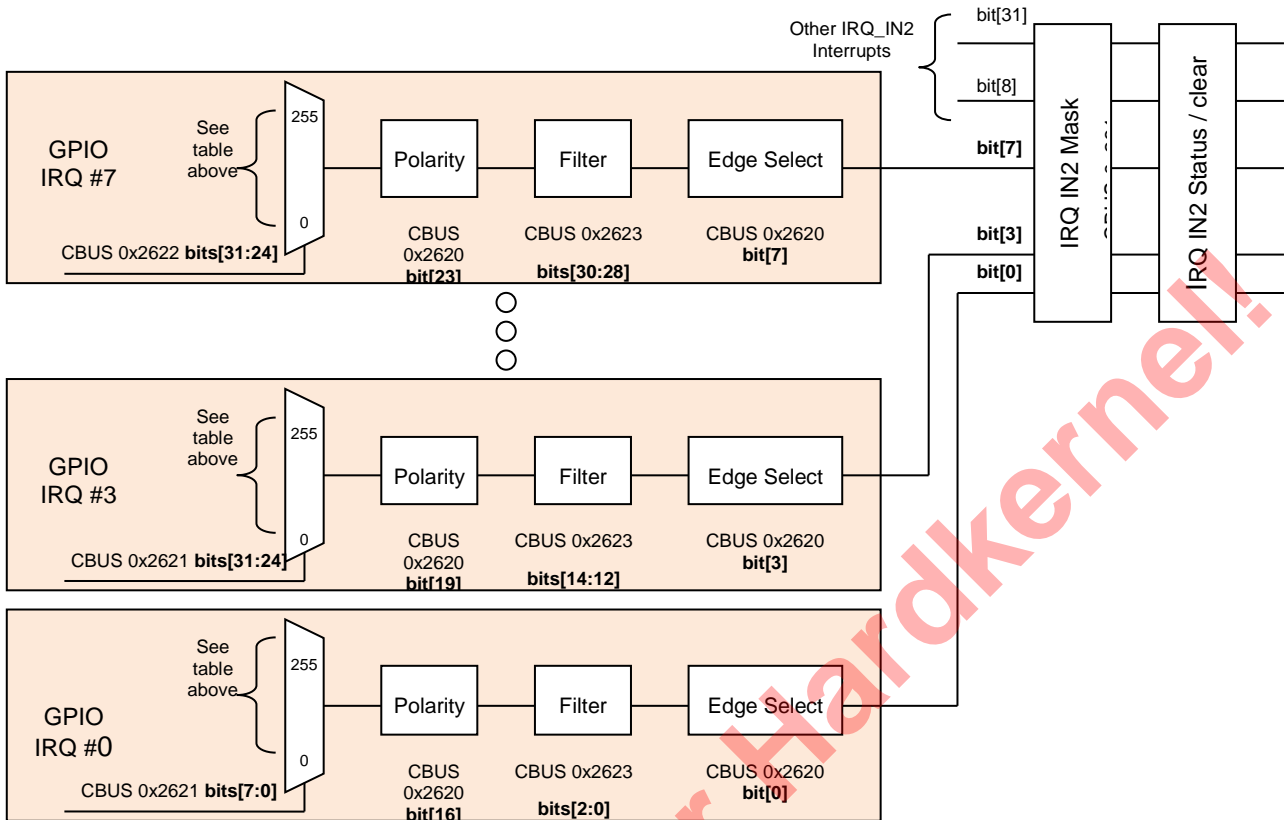 Other IRQ_IN2
Interrupts
bit[31]
bit[8]
bit[7]
bit[3]
bit[0]
IRQ IN2 Mask
IRQ IN2 Status / clear
GPIO
IRQ #7
See
table
above
255
0
CBUS 0x2622 bits[31:24]
Polarity
CBUS
0x2620
bit[23]
Filter
CBUS 0x2623
bits[30:28]
Edge Select
CBUS 0x2620
bit[7]
GPIO
IRQ #3
See
table
above
255
0
CBUS 0x2621 bits[31:24]
Polarity
CBUS
0x2620
bit[19]
Filter
CBUS 0x2623
bits[14:12]
Edge Select
CBUS 0x2620
bit[3]
GPIO
IRQ #0
See
table
above
255
0
CBUS 0x2621 bits[7:0]
Polarity
CBUS
0x2620
bit[16]
Filter
CBUS 0x2623
bits[2:0]
Edge Select
CBUS 0x2620
bit[0]
Hardkernel!